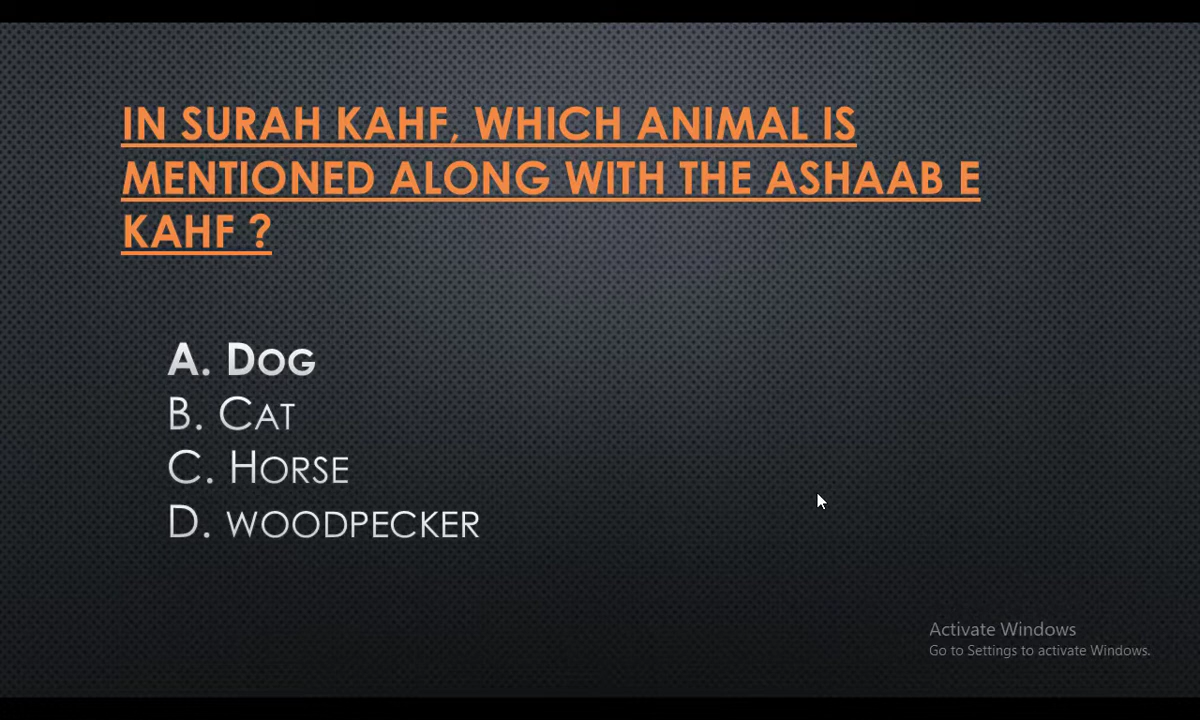 IN SURAH KAHF, WHICH ANIMAL IS
MENTIONED ALONG WITH THE ASHAAB E
KAHF ?
A. DOG
B. CAT
C. HORSE
D. WOODPECKER
Activate Windows
Go to Settings to activate Windows.